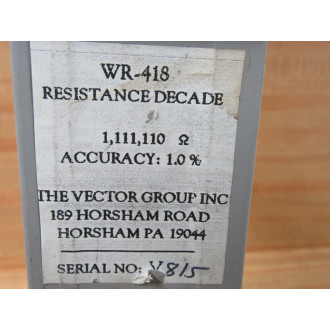 WR-418
RESISTANCE DECADE
1,111,110 Ω
ACCURACY: 1.0 %
THE VECTOR GROUP INC
189 HORSHAM ROAD
HORSHAM PA 19044
SERIAL NO: V815